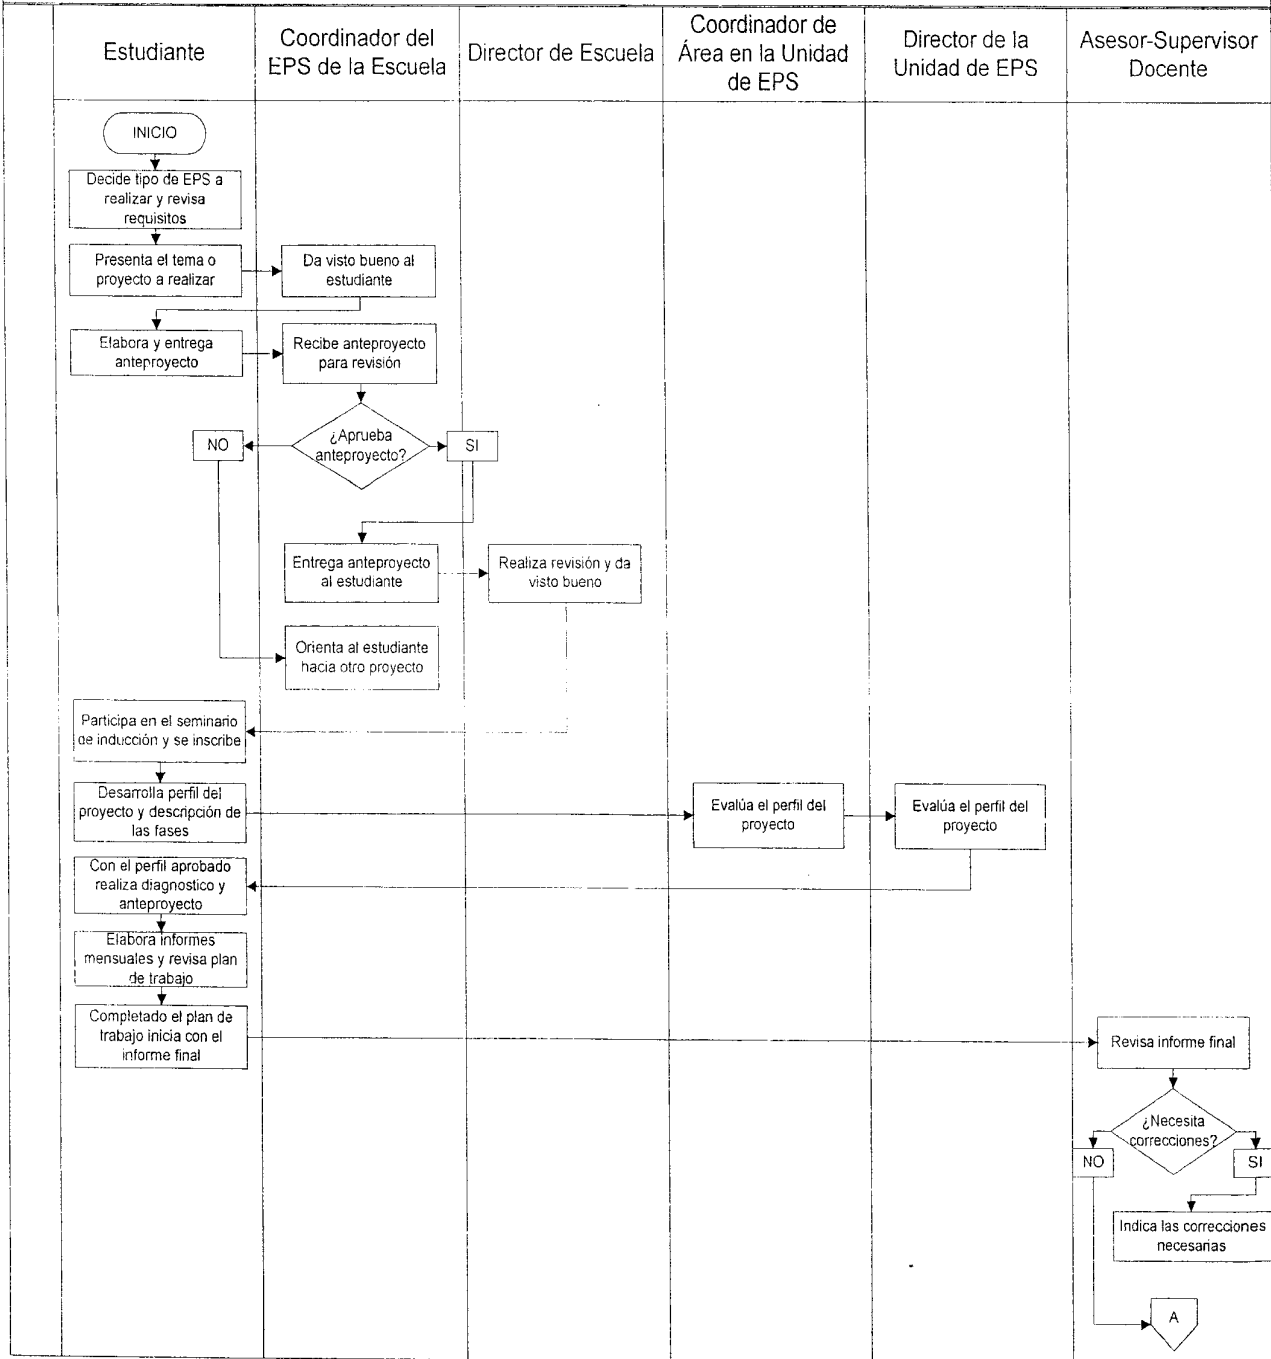 Estudiante
Coordinador del
EPS de la Escuela
Director de Escuela
Coordinador de
Área en la Unidad
de EPS
Director de la
Unidad de EPS
Asesor-Supervisor
Docente
INICIO
Decide tipo de EPS a
realizar y revisa
requisitos
Presenta el tema o
proyecto a realizar
Da visto bueno al
estudiante
Elabora y entrega
anteproyecto
Recibe anteproyecto
para revisión
NO
¿Aprueba
anteproyecto?
SI
Entrega anteproyecto
al estudiante
Realiza revisión y da
visto bueno
Orienta al estudiante
hacia otro proyecto
Participa en el seminario
de inducción y se inscribe
Desarrolla perfil del
proyecto y descripción de
las fases
Evalúa el perfil del
proyecto
Evalúa el perfil del
proyecto
Con el perfil aprobado
realiza diagnostico y
anteproyecto
Elabora informes
mensuales y revisa plan
de trabajo
Completado el plan de
trabajo inicia con el
informe final
Revisa informe final
¿Necesita
correcciones?
NO
SI
Indica las correcciones
necesarias
A